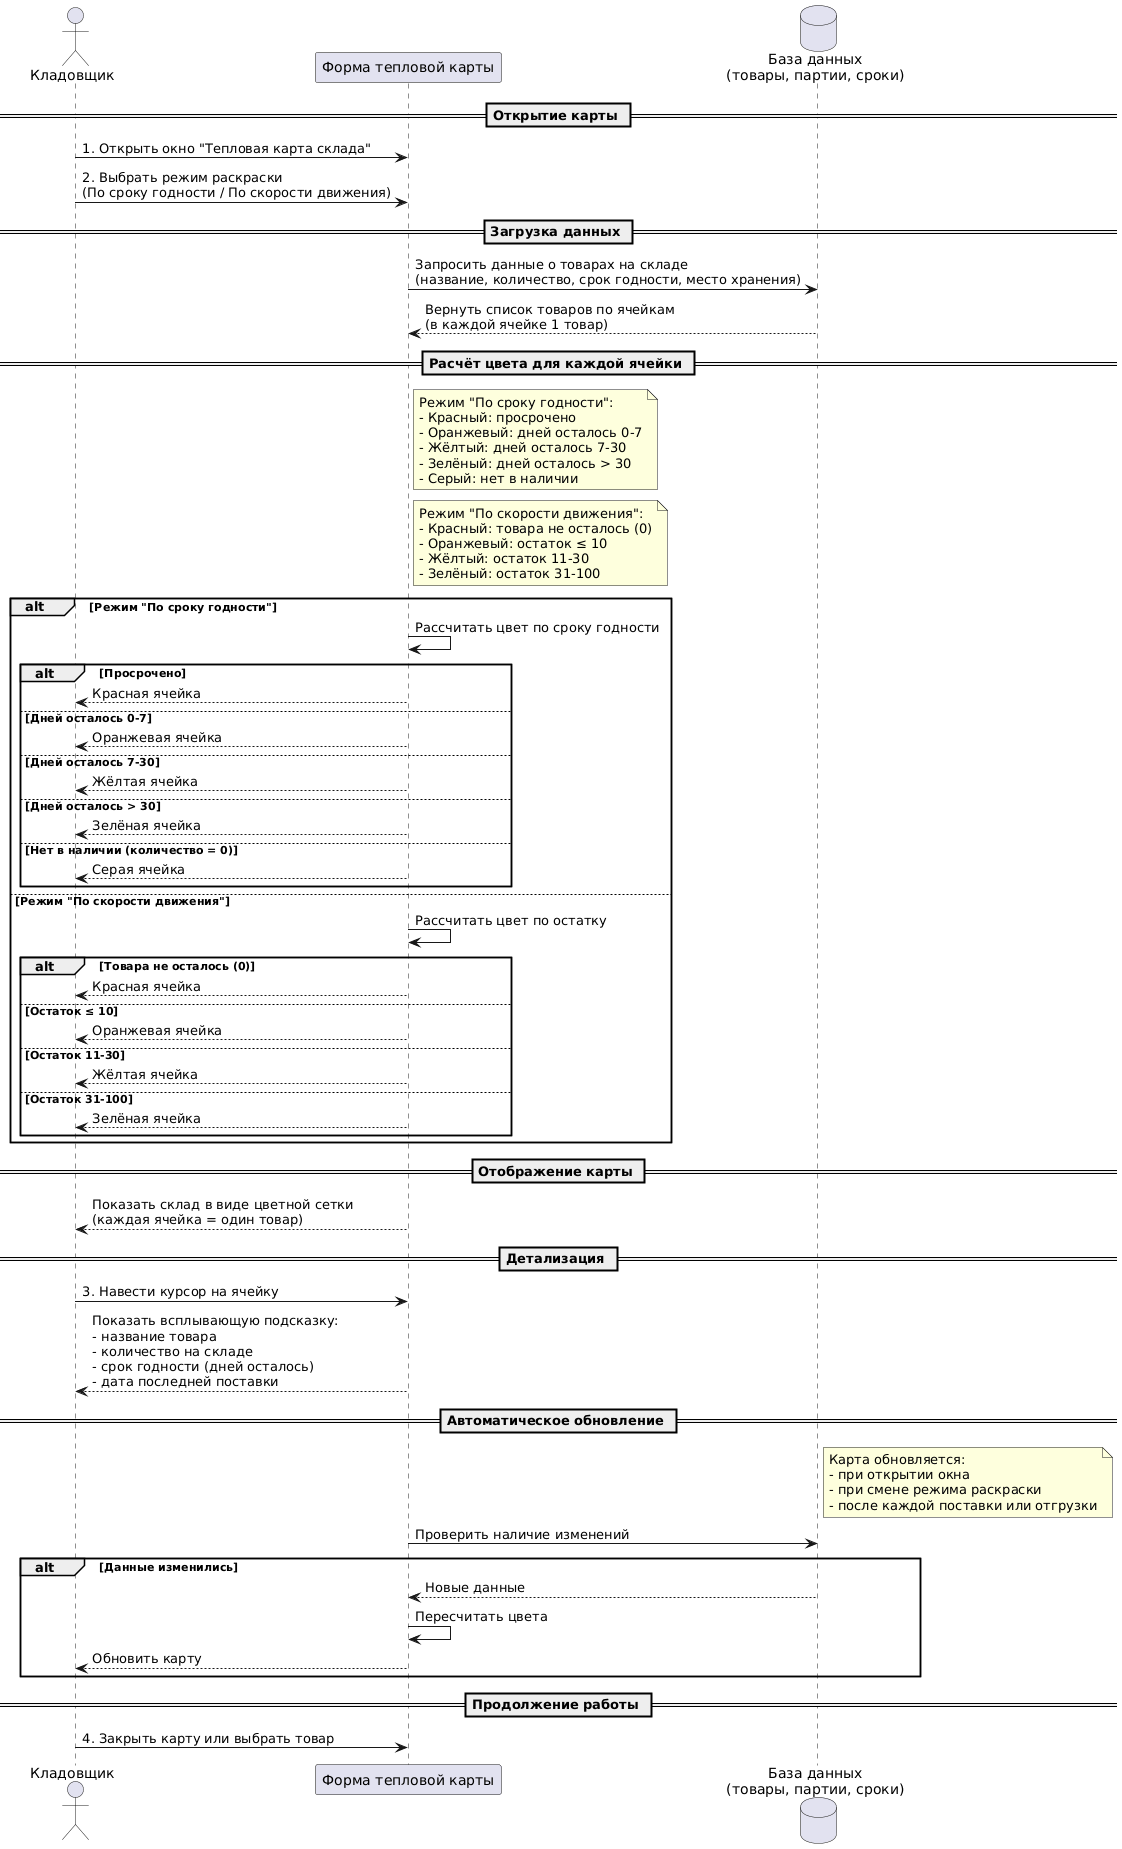 Кладовщик
Форма тепловой карты
База данных
(товары, партии, сроки)
Открытие карты
1. Открыть окно "Тепловая карта склада"
2. Выбрать режим раскраски
(По сроку годности / По скорости движения)
Загрузка данных
Запросить данные о товарах на складе
(название, количество, срок годности, место хранения)
Вернуть список товаров по ячейкам
(в каждой ячейке 1 товар)
Расчёт цвета для каждой ячейки
Режим "По сроку годности":
- Красный: просрочено
- Оранжевый: дней осталось 0-7
- Жёлтый: дней осталось 7-30
- Зелёный: дней осталось > 30
- Серый: нет в наличии
Режим "По скорости движения":
- Красный: товара не осталось (0)
- Оранжевый: остаток ≤ 10
- Жёлтый: остаток 11-30
- Зелёный: остаток 31-100
alt [Режим "По сроку годности"]
Рассчитать цвет по сроку годности
alt [Просрочено]
Красная ячейка
[Дней осталось 0-7]
Оранжевая ячейка
[Дней осталось 7-30]
Жёлтая ячейка
[Дней осталось > 30]
Зелёная ячейка
[Нет в наличии (количество = 0)]
Серая ячейка
[Режим "По скорости движения"]
Рассчитать цвет по остатку
alt [Товара не осталось (0)]
Красная ячейка
[Остаток ≤ 10]
Оранжевая ячейка
[Остаток 11-30]
Жёлтая ячейка
[Остаток 31-100]
Зелёная ячейка
Отображение карты
Показать склад в виде цветной сетки
(каждая ячейка = один товар)
Детализация
3. Навести курсор на ячейку
Показать всплывающую подсказку:
- название товара
- количество на складе
- срок годности (дней осталось)
- дата последней поставки
Автоматическое обновление
Карта обновляется:
- при открытии окна
- при смене режима раскраски
- после каждой поставки или отгрузки
Проверить наличие изменений
alt [Данные изменились]
Новые данные
Пересчитать цвета
Обновить карту
Продолжение работы
4. Закрыть карту или выбрать товар
Кладовщик
Форма тепловой карты
База данных
(товары, партии, сроки)